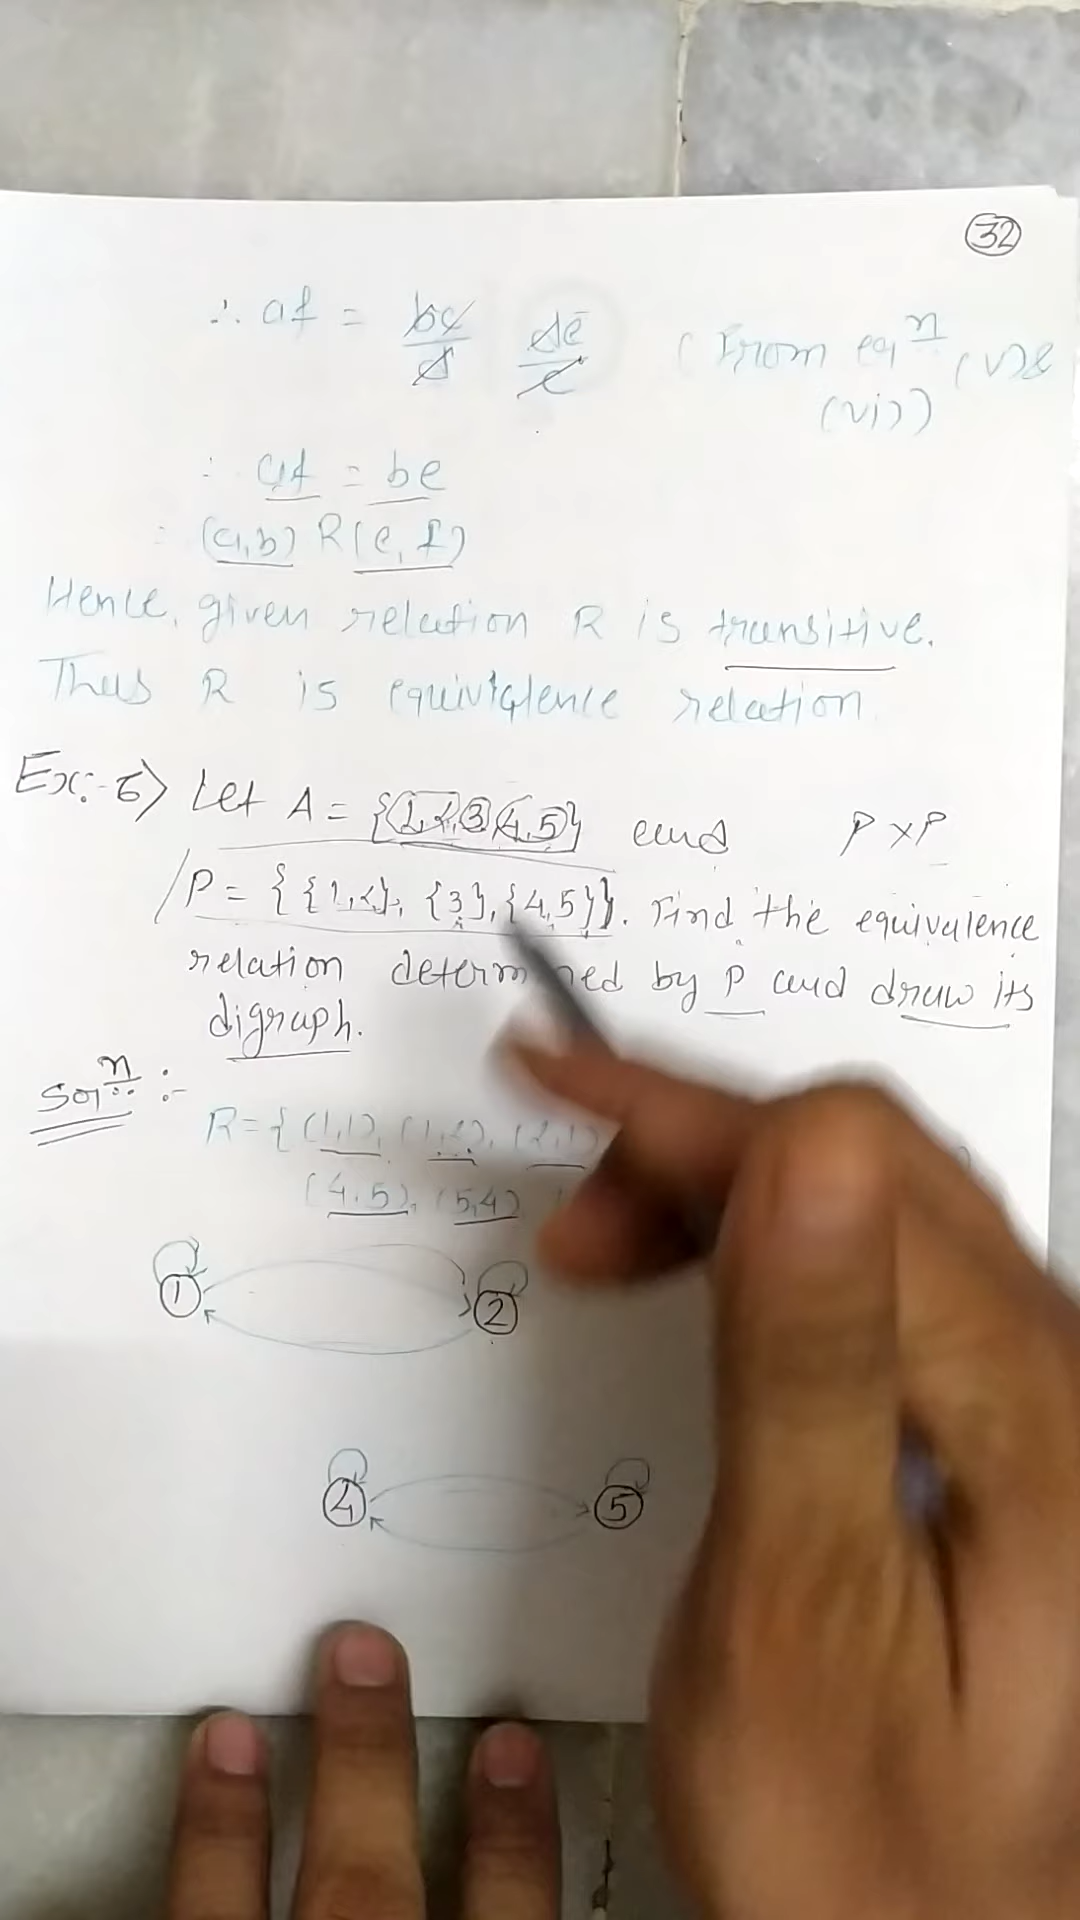 32
∴ af = bc/d de/c (From eqn (v)&
(vi))
∴ af = be
= (a,b) R (e,f)
Hence, given relation R is transitive.
Thus R is equivalence relation.
Ex:-6) Let A = {1,2,3,4,5} and P×P
P = {{1,2}, {3}, {4,5}}. Find the equivalence
relation determ ned by P and draw its
digraph.
Soln :-
R = { (1,1), (1,2), (2,1)
(4,5), (5,4)
1 2
4 5